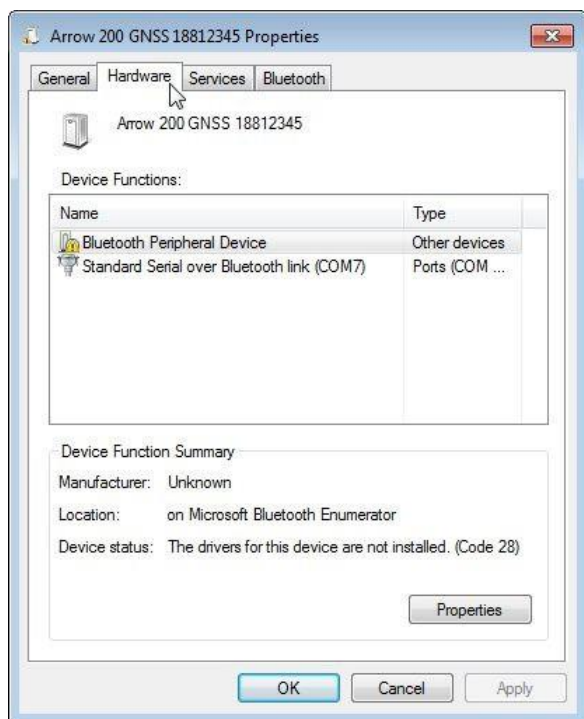 Arrow 200 GNSS 18812345 Properties
General Hardware Services Bluetooth
Arrow 200 GNSS 18812345
Device Functions:
Name Type
Bluetooth Peripheral Device Other devices
Standard Serial over Bluetooth link (COM7) Ports (COM ...
Device Function Summary
Manufacturer: Unknown
Location: on Microsoft Bluetooth Enumerator
Device status: The drivers for this device are not installed. (Code 28)
Properties
OK Cancel Apply